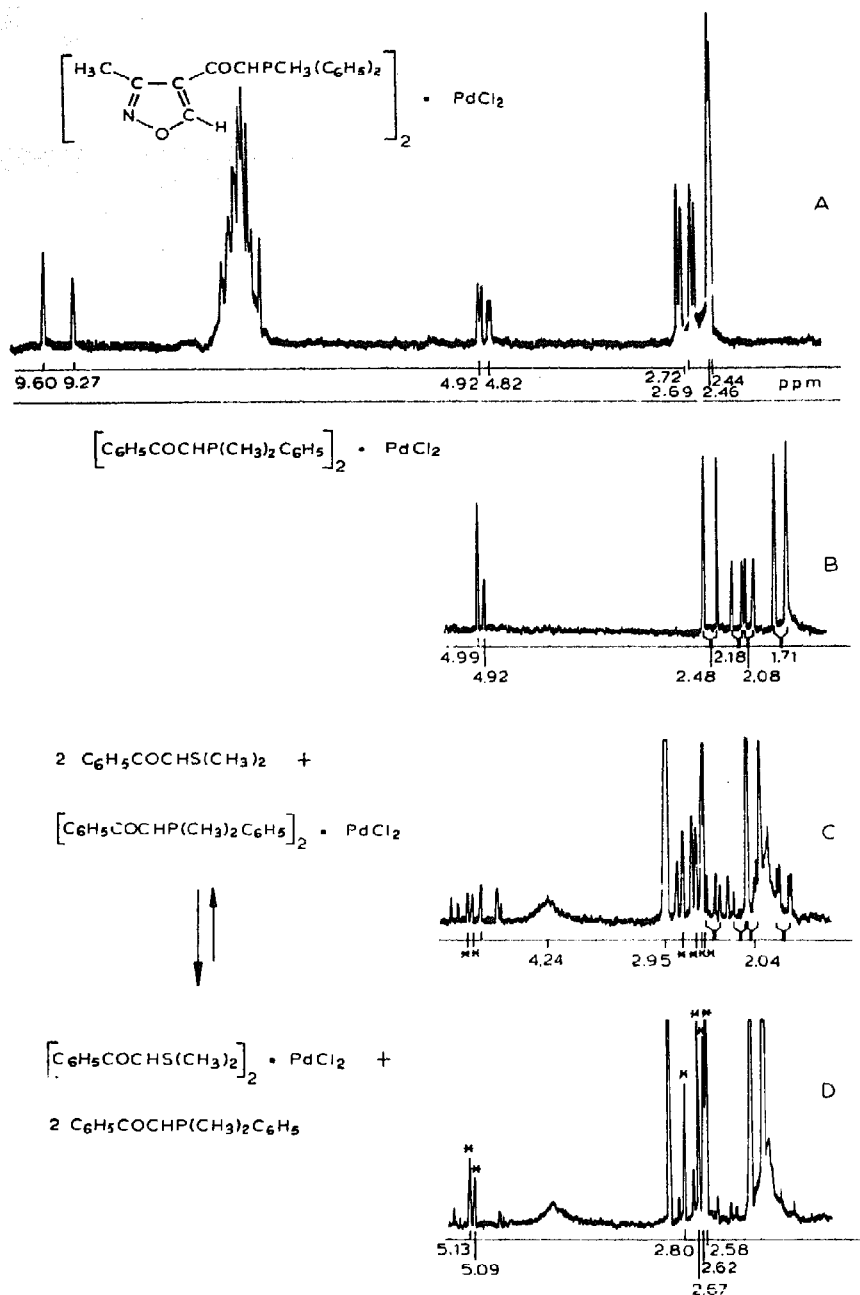 [H₃C C — C COCHPCH₃(C₆H₅)₂]₂ · PdCl₂
N C
O H
A
9.60 9.27 4.92 4.82 2.72 2.44 ppm
2.69 2.46
[C₆H₅COCHP(CH₃)₂C₆H₅]₂ · PdCl₂
B
4.99 2.18 1.71
4.92 2.48 2.08
2 C₆H₅COCHS(CH₃)₂ +
[C₆H₅COCHP(CH₃)₂C₆H₅]₂ · PdCl₂
C
4.24 2.95 2.04
** * * **
[C₆H₅COCHS(CH₃)₂]₂ · PdCl₂ +
2 C₆H₅COCHP(CH₃)₂C₆H₅
D
* * * * * *
5.13 2.80 2.58
5.09 2.62
2.67